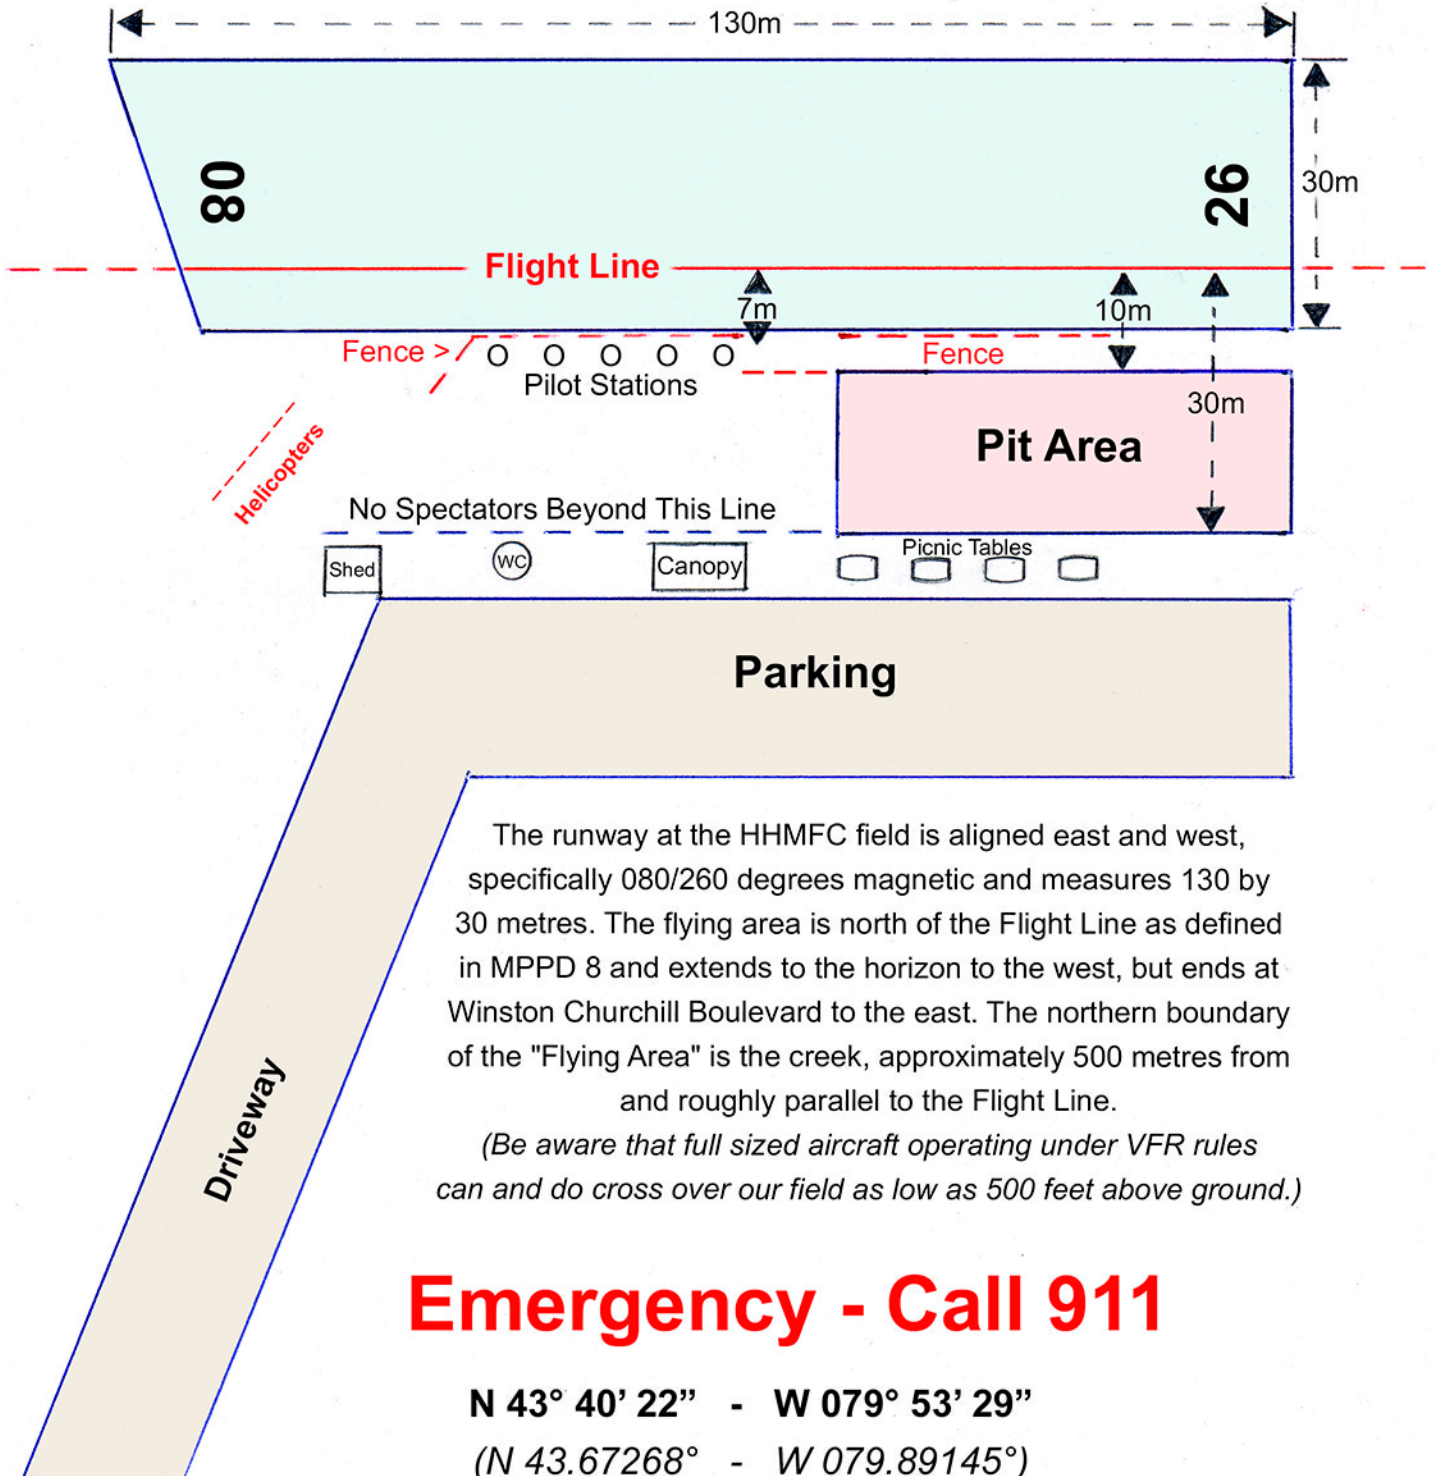 130m
08
26
30m
Flight Line
7m
10m
Fence >
Fence
Pilot Stations
30m
Pit Area
Helicopters
No Spectators Beyond This Line
Shed
WC
Canopy
Picnic Tables
Parking
The runway at the HHMFC field is aligned east and west,
specifically 080/260 degrees magnetic and measures 130 by
30 metres. The flying area is north of the Flight Line as defined
in MPPD 8 and extends to the horizon to the west, but ends at
Winston Churchill Boulevard to the east. The northern boundary
of the "Flying Area" is the creek, approximately 500 metres from
and roughly parallel to the Flight Line.
(Be aware that full sized aircraft operating under VFR rules
can and do cross over our field as low as 500 feet above ground.)
Driveway
Emergency - Call 911
N 43° 40’ 22” - W 079° 53’ 29”
(N 43.67268° - W 079.89145°)